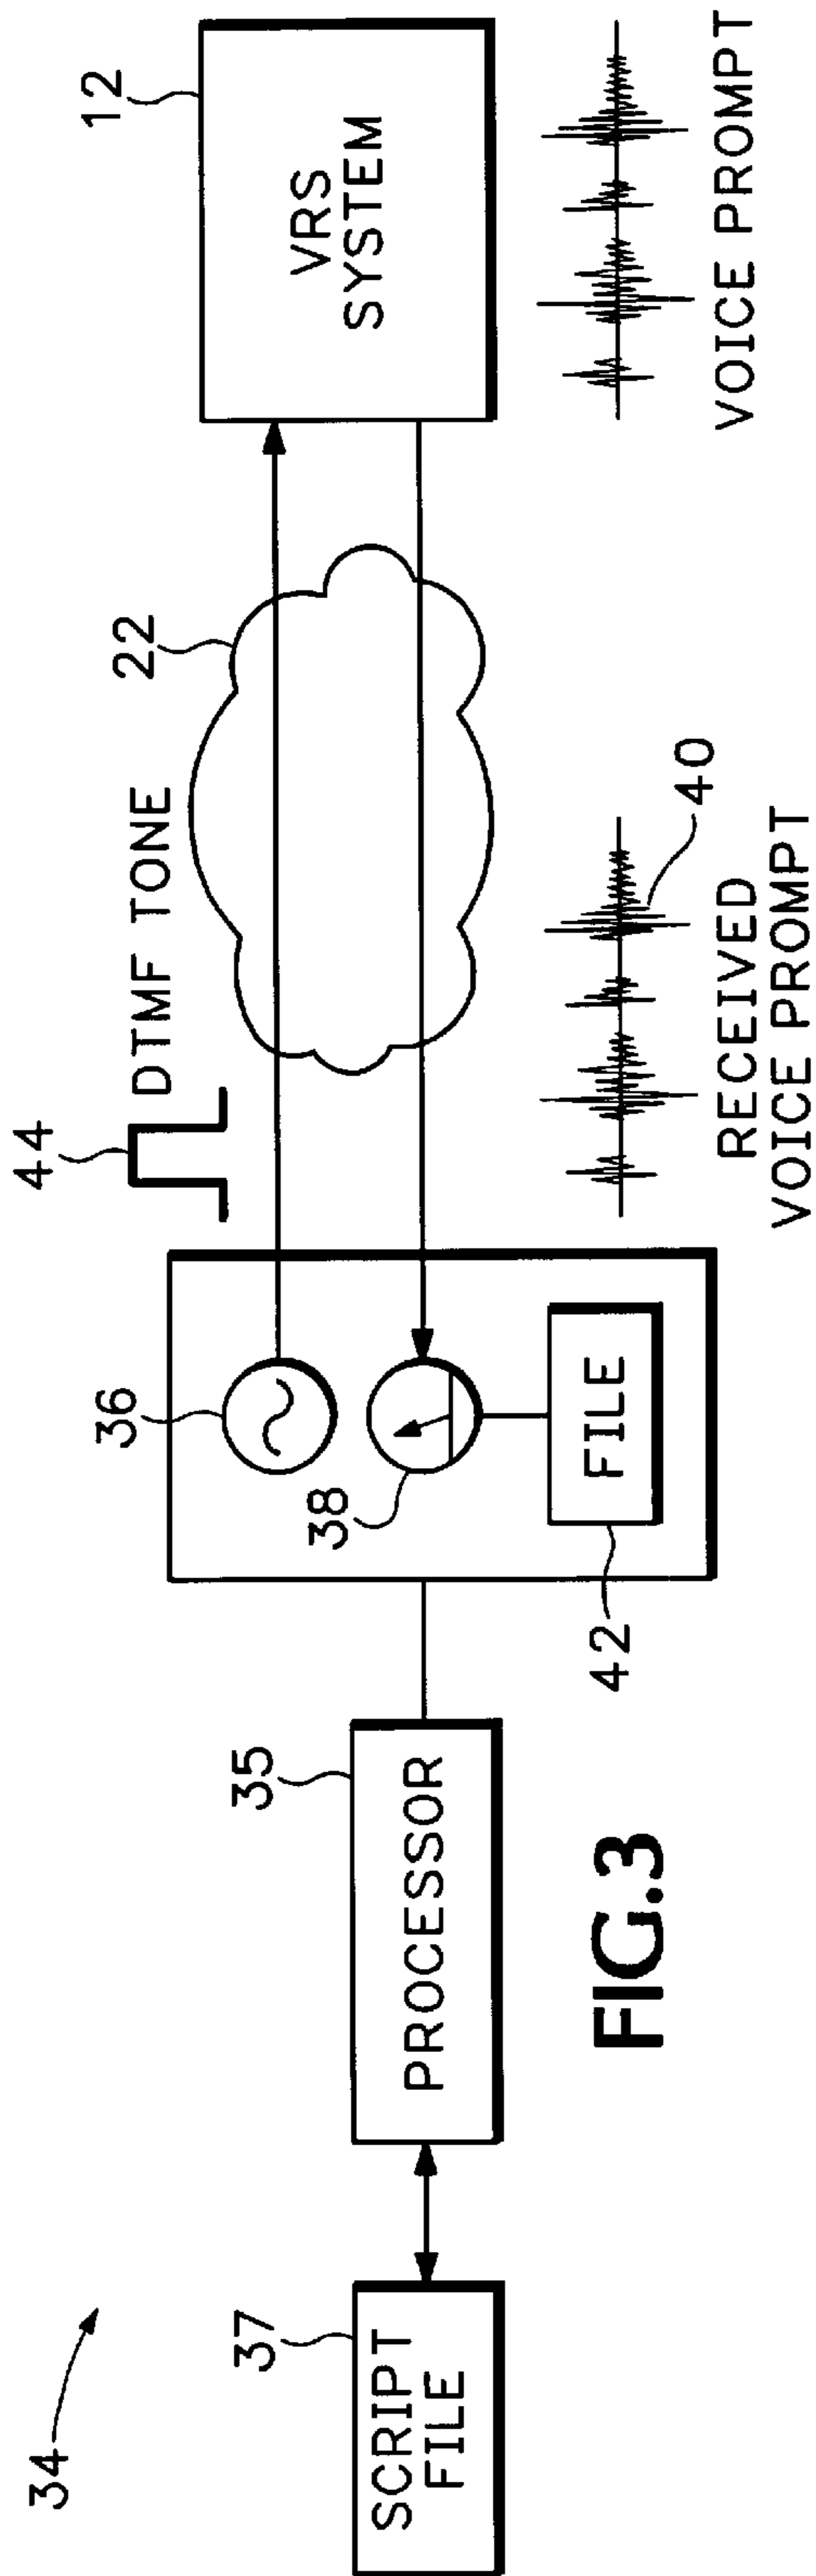 34
37
SCRIPT
FILE
35
PROCESSOR
36
38
42
FILE
44
DTMF TONE
22
40
RECEIVED
VOICE PROMPT
12
VRS
SYSTEM
VOICE PROMPT
FIG.3